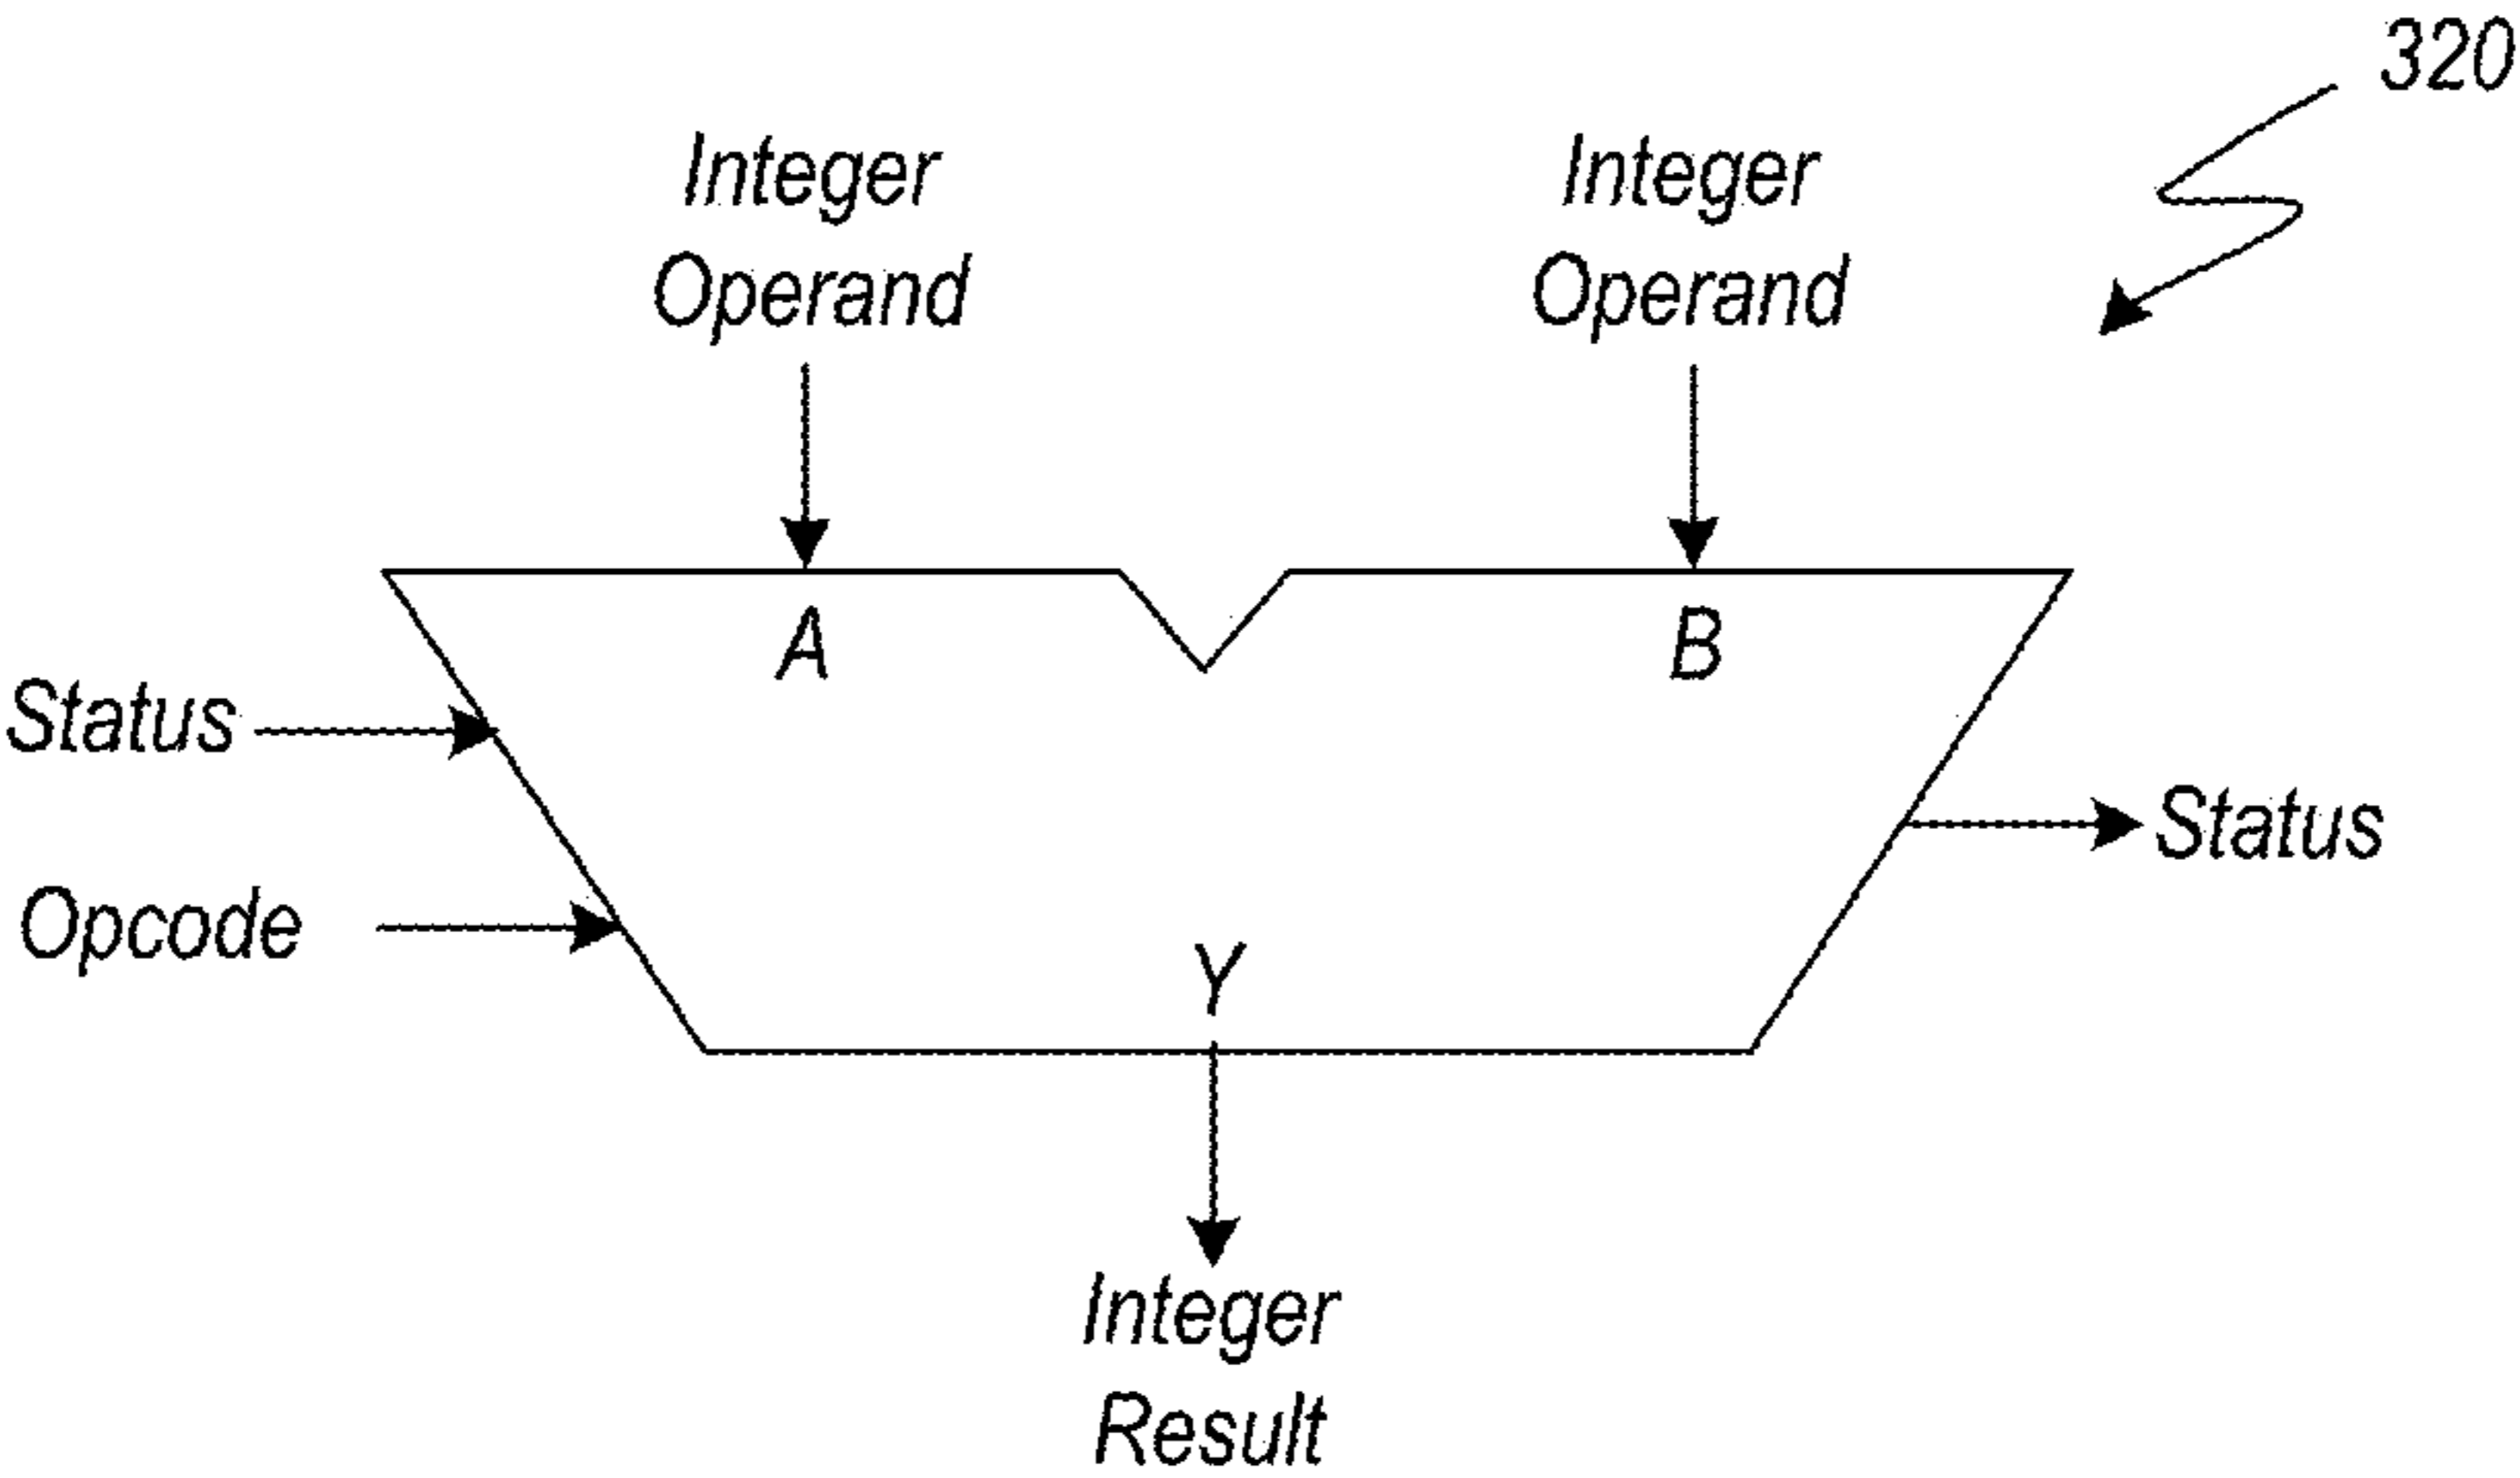 320
Integer
Operand
Integer
Operand
A
B
Status
Status
Opcode
Y
Integer
Result